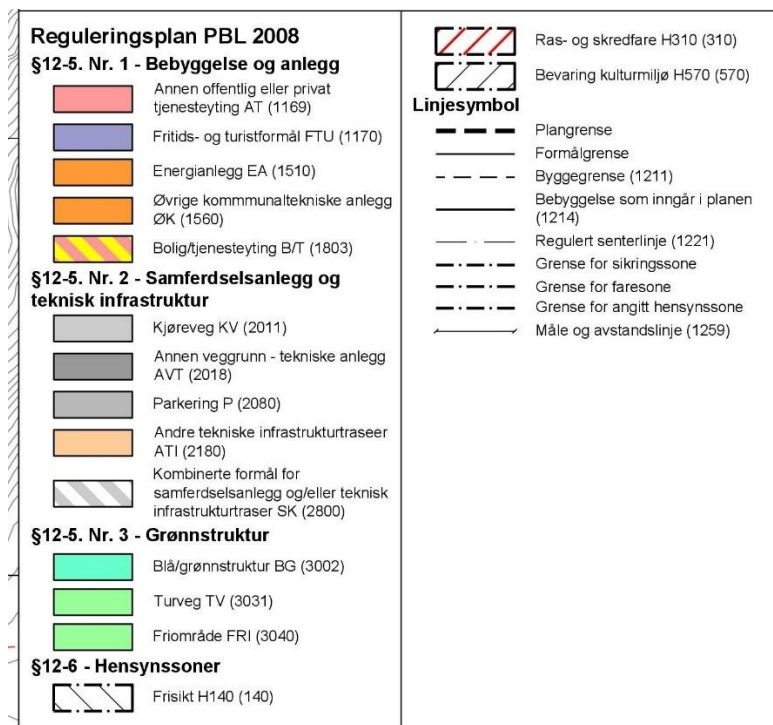 Reguleringsplan PBL 2008
§12-5. Nr. 1 - Bebyggelse og anlegg
Annen offentlig eller privat
tjenesteyting AT (1169)
Fritids- og turistformål FTU (1170)
Energianlegg EA (1510)
Øvrige kommmunaltekniske anlegg
ØK (1560)
Bolig/tjenesteyting B/T (1803)
§12-5. Nr. 2 - Samferdselsanlegg og
teknisk infrastruktur
Kjøreveg KV (2011)
Annen veggrunn - tekniske anlegg
AVT (2018)
Parkering P (2080)
Andre tekniske infrastrukturtraseer
ATI (2180)
Kombinerte formål for
samferdselsanlegg og/eller teknisk
infrastrukturtraser SK (2800)
§12-5. Nr. 3 - Grønnstruktur
Blå/grønnstruktur BG (3002)
Turveg TV (3031)
Friområde FRI (3040)
§12-6 - Hensynssoner
Frisikt H140 (140)
Ras- og skredfare H310 (310)
Bevaring kulturmiljø H570 (570)
Linjesymbol
Plangrense
Formålgrense
Byggegrense (1211)
Bebyggelse som inngår i planen
(1214)
Regulert senterlinje (1221)
Grense for sikringssone
Grense for faresone
Grense for angitt hensynssone
Måle og avstandslinje (1259)